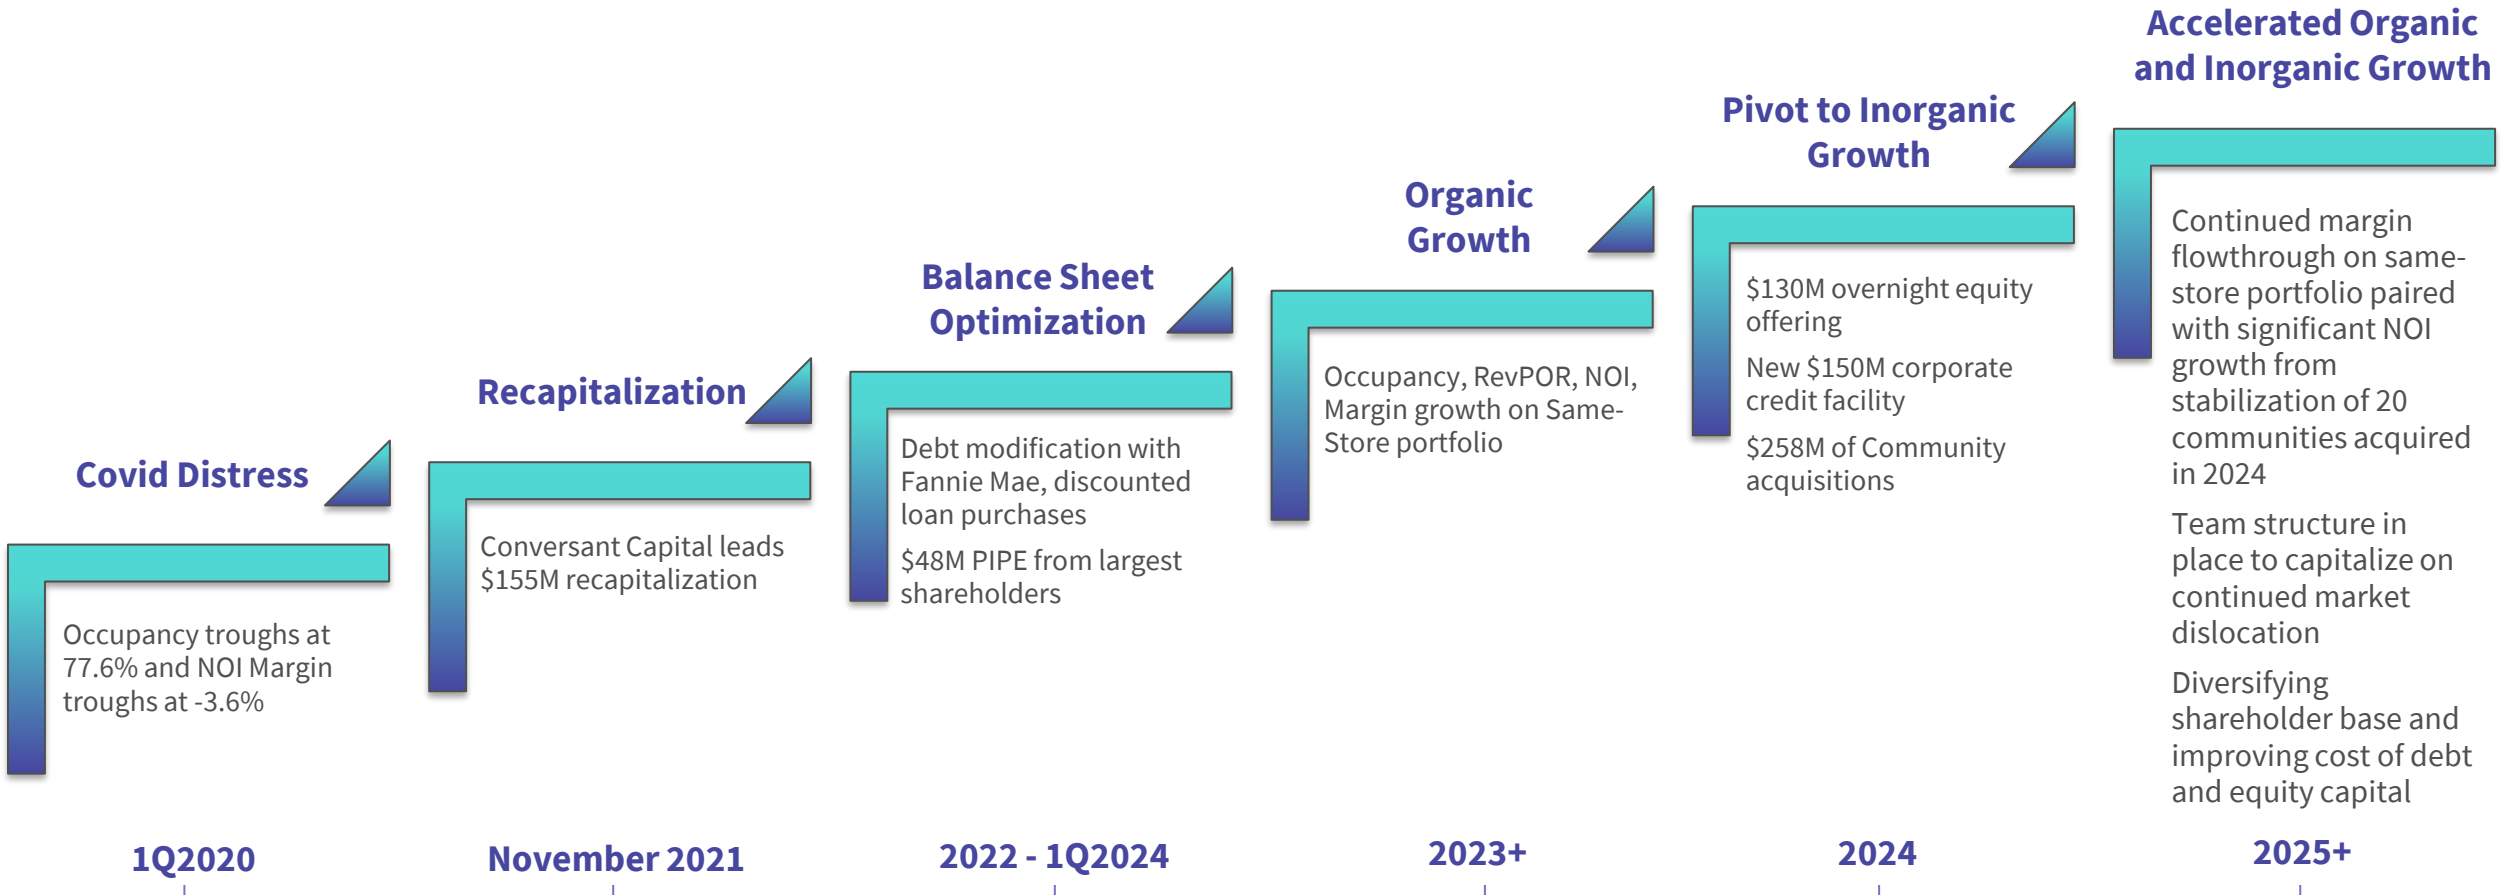 Covid Distress
Occupancy troughs at
77.6% and NOI Margin
troughs at -3.6%
1Q2020
Recapitalization
Conversant Capital leads
$155M recapitalization
November 2021
Balance Sheet
Optimization
Debt modification with
Fannie Mae, discounted
loan purchases
$48M PIPE from largest
shareholders
2022 - 1Q2024
Organic
Growth
Occupancy, RevPOR, NOI,
Margin growth on Same-
Store portfolio
2023+
Pivot to Inorganic
Growth
$130M overnight equity
offering
New $150M corporate
credit facility
$258M of Community
acquisitions
2024
Accelerated Organic
and Inorganic Growth
Continued margin
flowthrough on same-
store portfolio paired
with significant NOI
growth from
stabilization of 20
communities acquired
in 2024
Team structure in
place to capitalize on
continued market
dislocation
Diversifying
shareholder base and
improving cost of debt
and equity capital
2025+